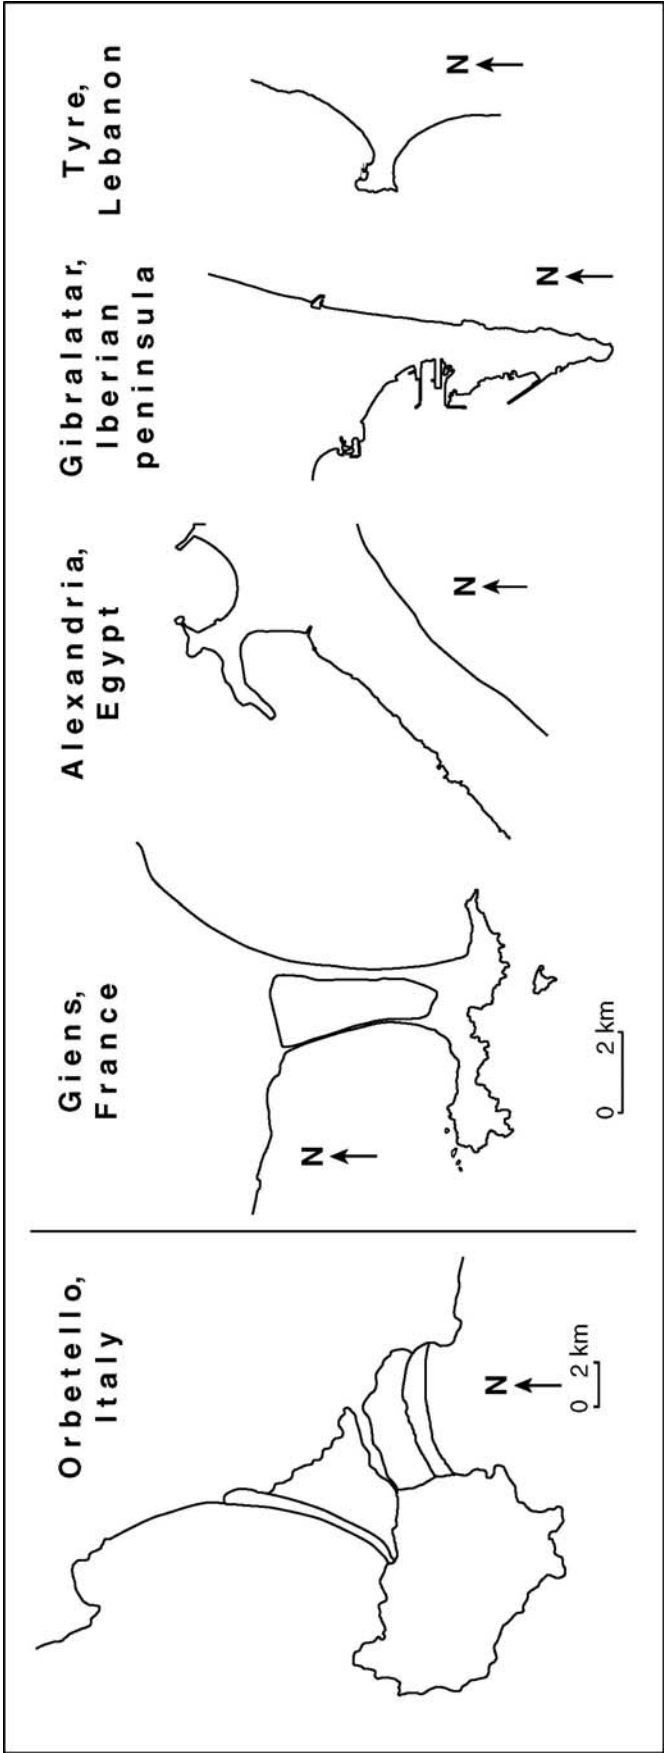 Orbetello,
Italy
N
0 2 km
Giens,
France
N
0 2 km
Alexandria,
Egypt
N
Gibralatar,
Iberian
peninsula
N
Tyre,
Lebanon
N